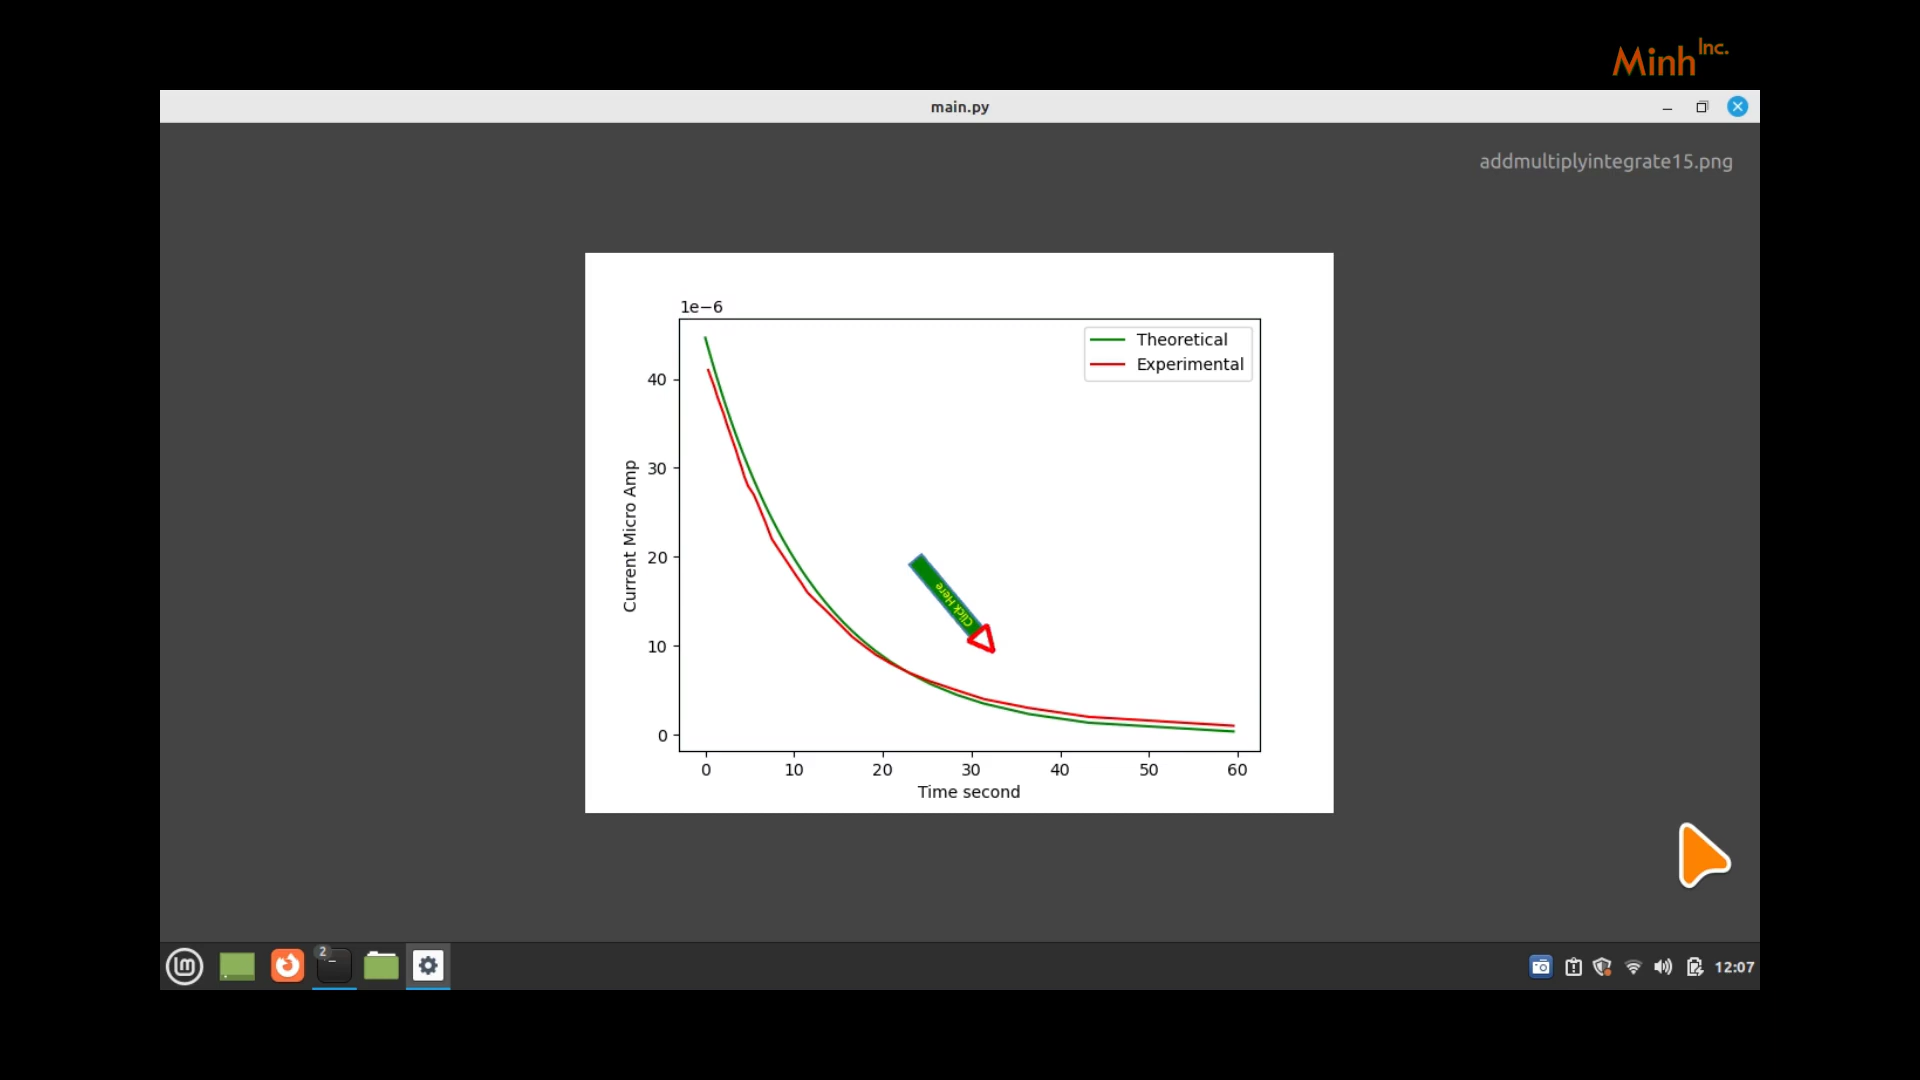 Minh Inc.
main.py
addmultiplyintegrate15.png
1e−6
Theoretical
Experimental
40
30
20
10
0
Current Micro Amp
Click Here
0 10 20 30 40 50 60
Time second
2
12:07